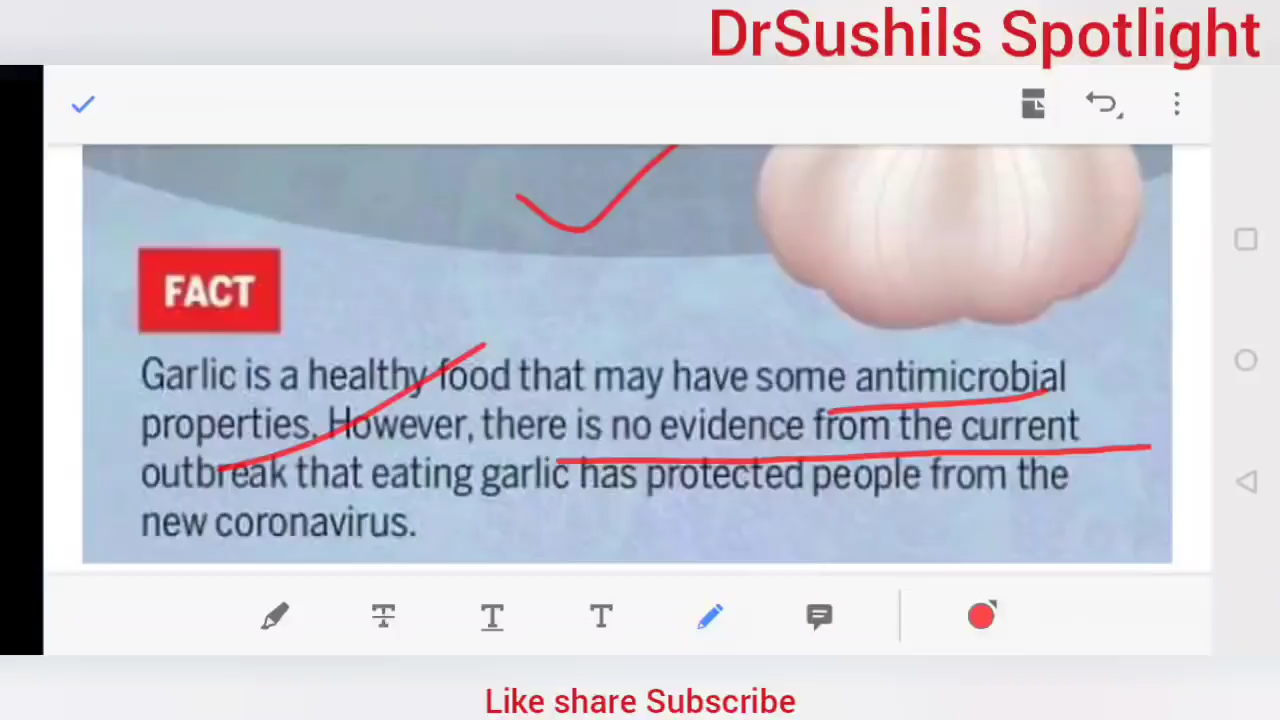 DrSushils Spotlight
FACT
Garlic is a healthy food that may have some antimicrobial
properties. However, there is no evidence from the current
outbreak that eating garlic has protected people from the
new coronavirus.
Like share Subscribe